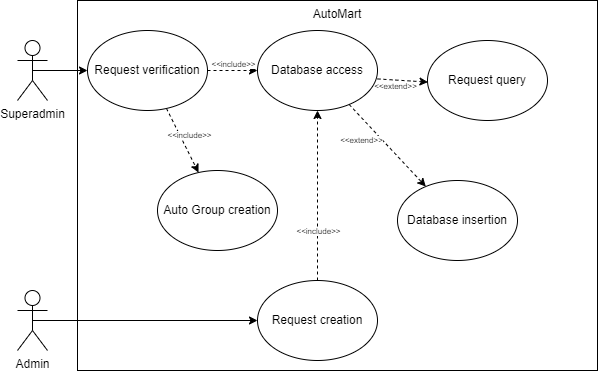 AutoMart
Request verification
<<include>>
Database access
<<extend>>
Request query
Superadmin
<<include>>
<<extend>>
Auto Group creation
Database insertion
<<include>>
Request creation
Admin